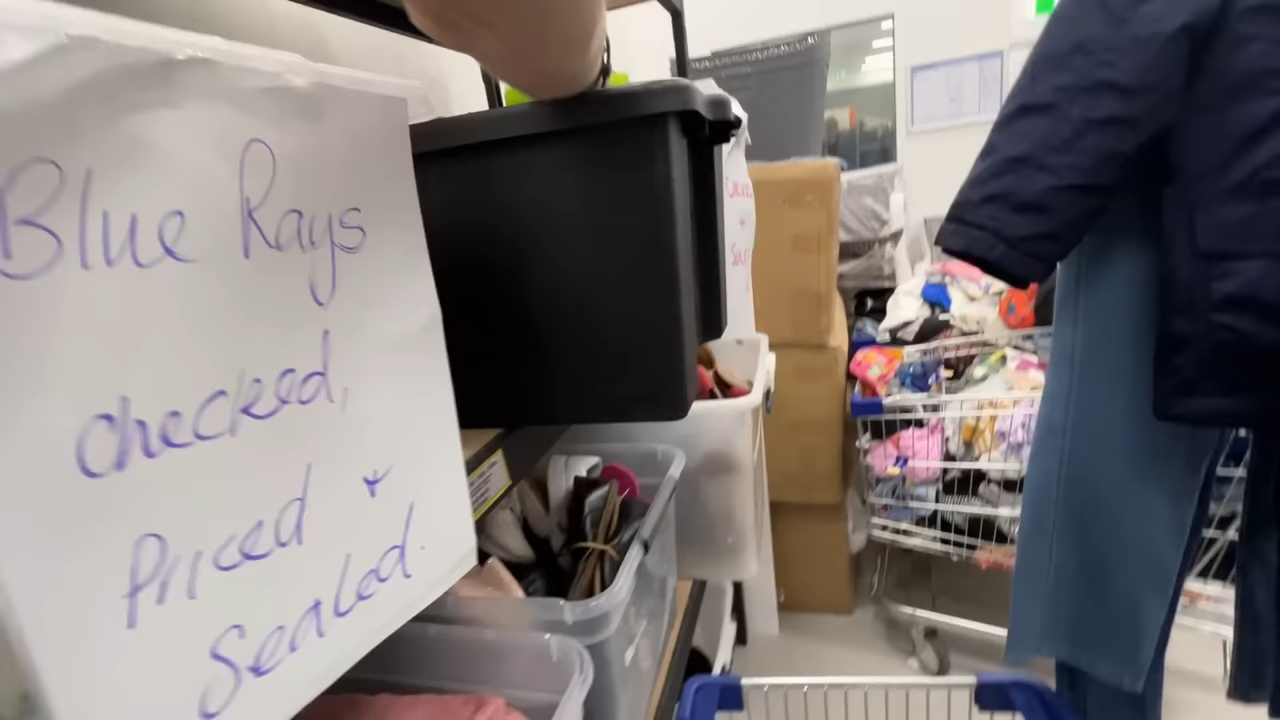 Blue Rays
checked,
Priced +
Sealed.